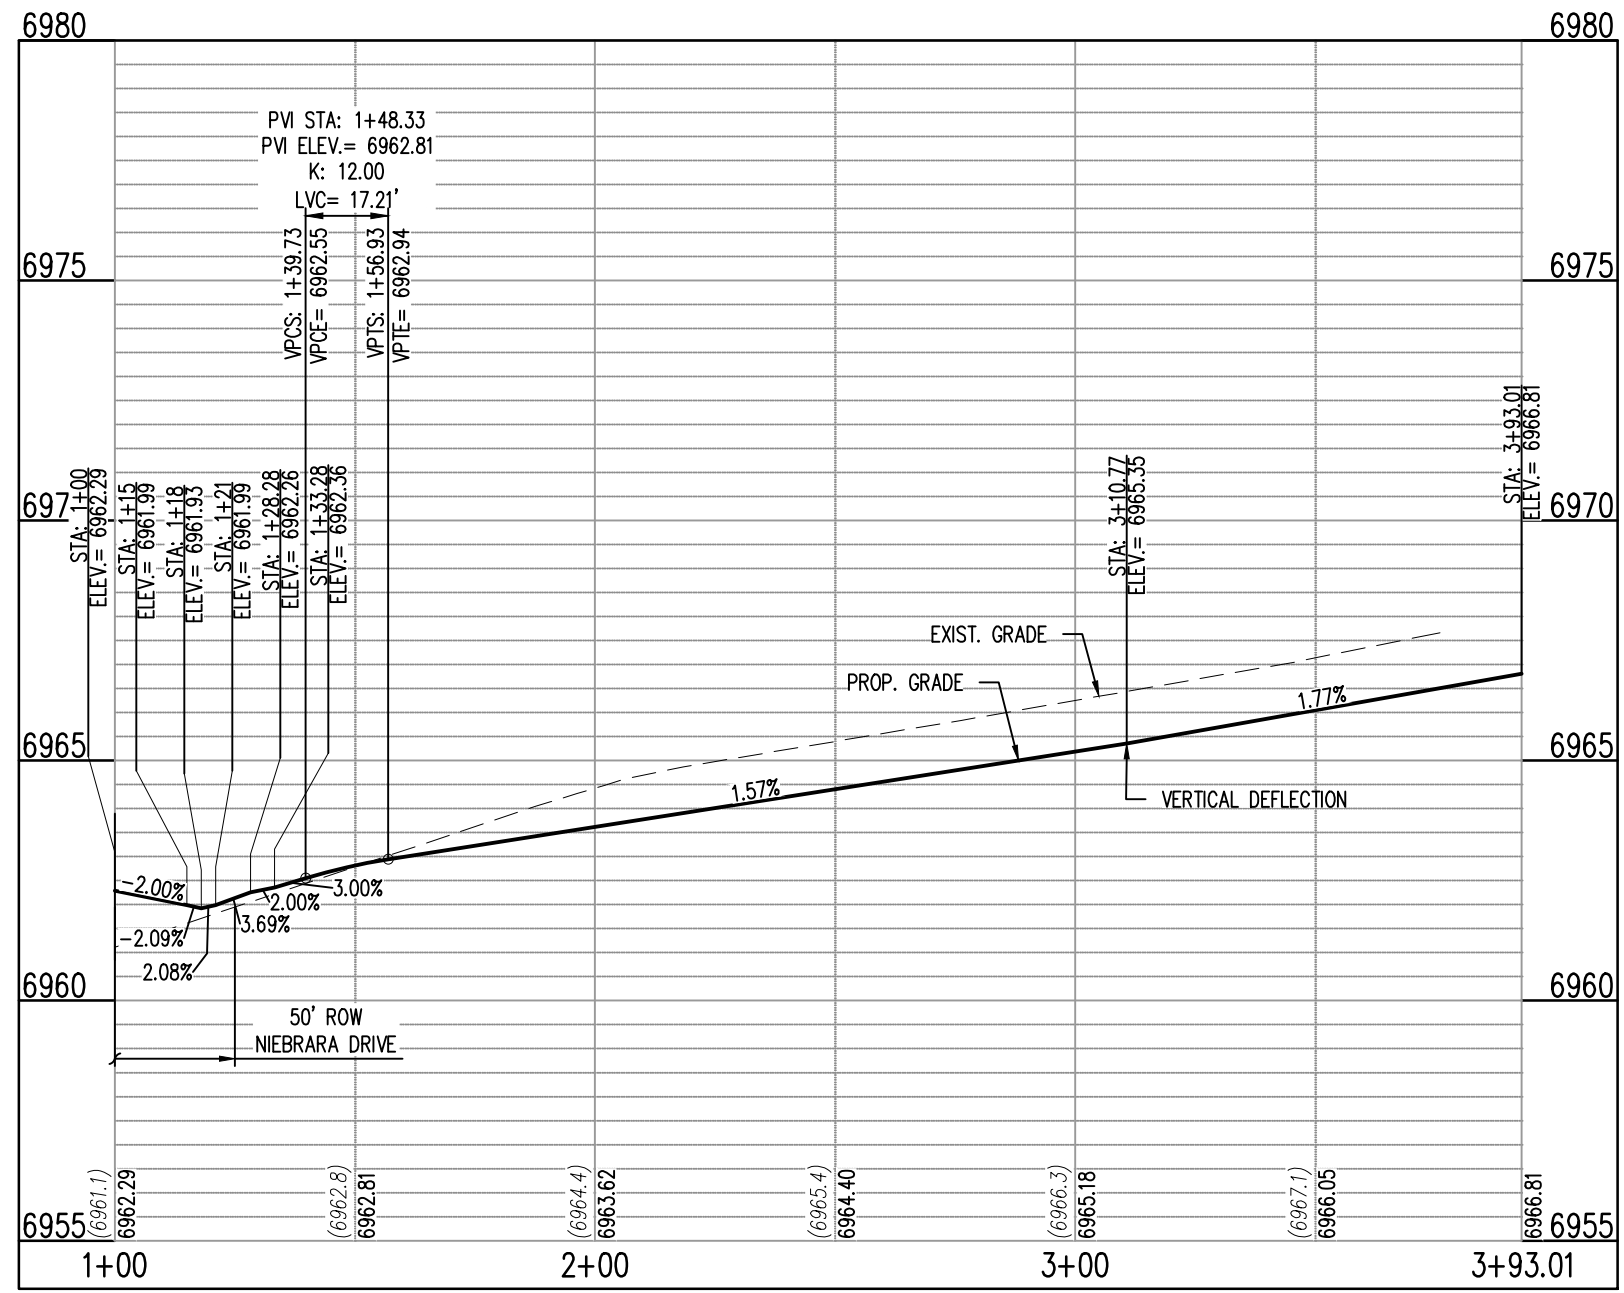 6980
6980
PVI STA: 1+48.33
PVI ELEV.= 6962.81
K: 12.00
LVC= 17.21'
VPCS: 1+39.73
VPCE= 6962.55
VPTS: 1+56.93
VPTE= 6962.94
6975
6975
STA: 1+00
ELEV.= 6962.29
STA: 1+15
ELEV.= 6961.99
STA: 1+18
ELEV.= 6961.93
STA: 1+21
ELEV.= 6961.99
STA: 1+28.28
ELEV.= 6962.26
STA: 1+33.28
ELEV.= 6962.36
STA: 3+10.77
ELEV.= 6965.35
STA: 3+93.01
ELEV.= 6966.81
6970
6970
EXIST. GRADE
PROP. GRADE
1.77%
6965
6965
1.57%
VERTICAL DEFLECTION
-2.00%
3.00%
2.00%
3.69%
-2.09%
2.08%
6960
6960
50' ROW
NIEBRARA DRIVE
(6961.1)
6962.29
(6962.8)
6962.81
(6964.4)
6963.62
(6965.4)
6964.40
(6966.3)
6965.18
(6967.1)
6966.05
6966.81
6955
6955
1+00
2+00
3+00
3+93.01